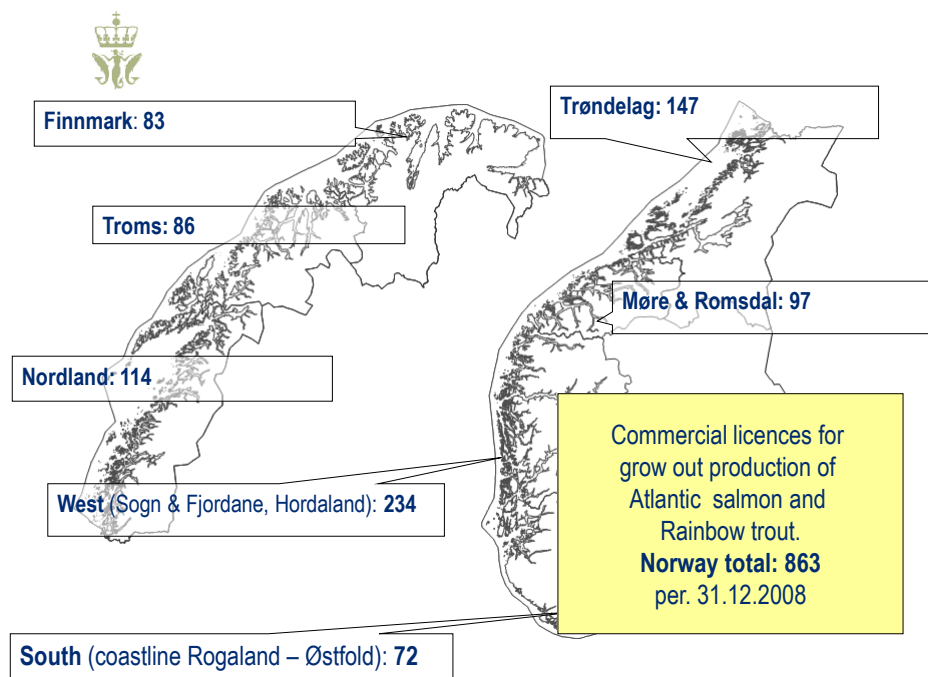 Finnmark: 83
Trøndelag: 147
Troms: 86
Møre & Romsdal: 97
Nordland: 114
West (Sogn & Fjordane, Hordaland): 234
South (coastline Rogaland – Østfold): 72
Commercial licences for
grow out production of
Atlantic salmon and
Rainbow trout.
Norway total: 863
per. 31.12.2008